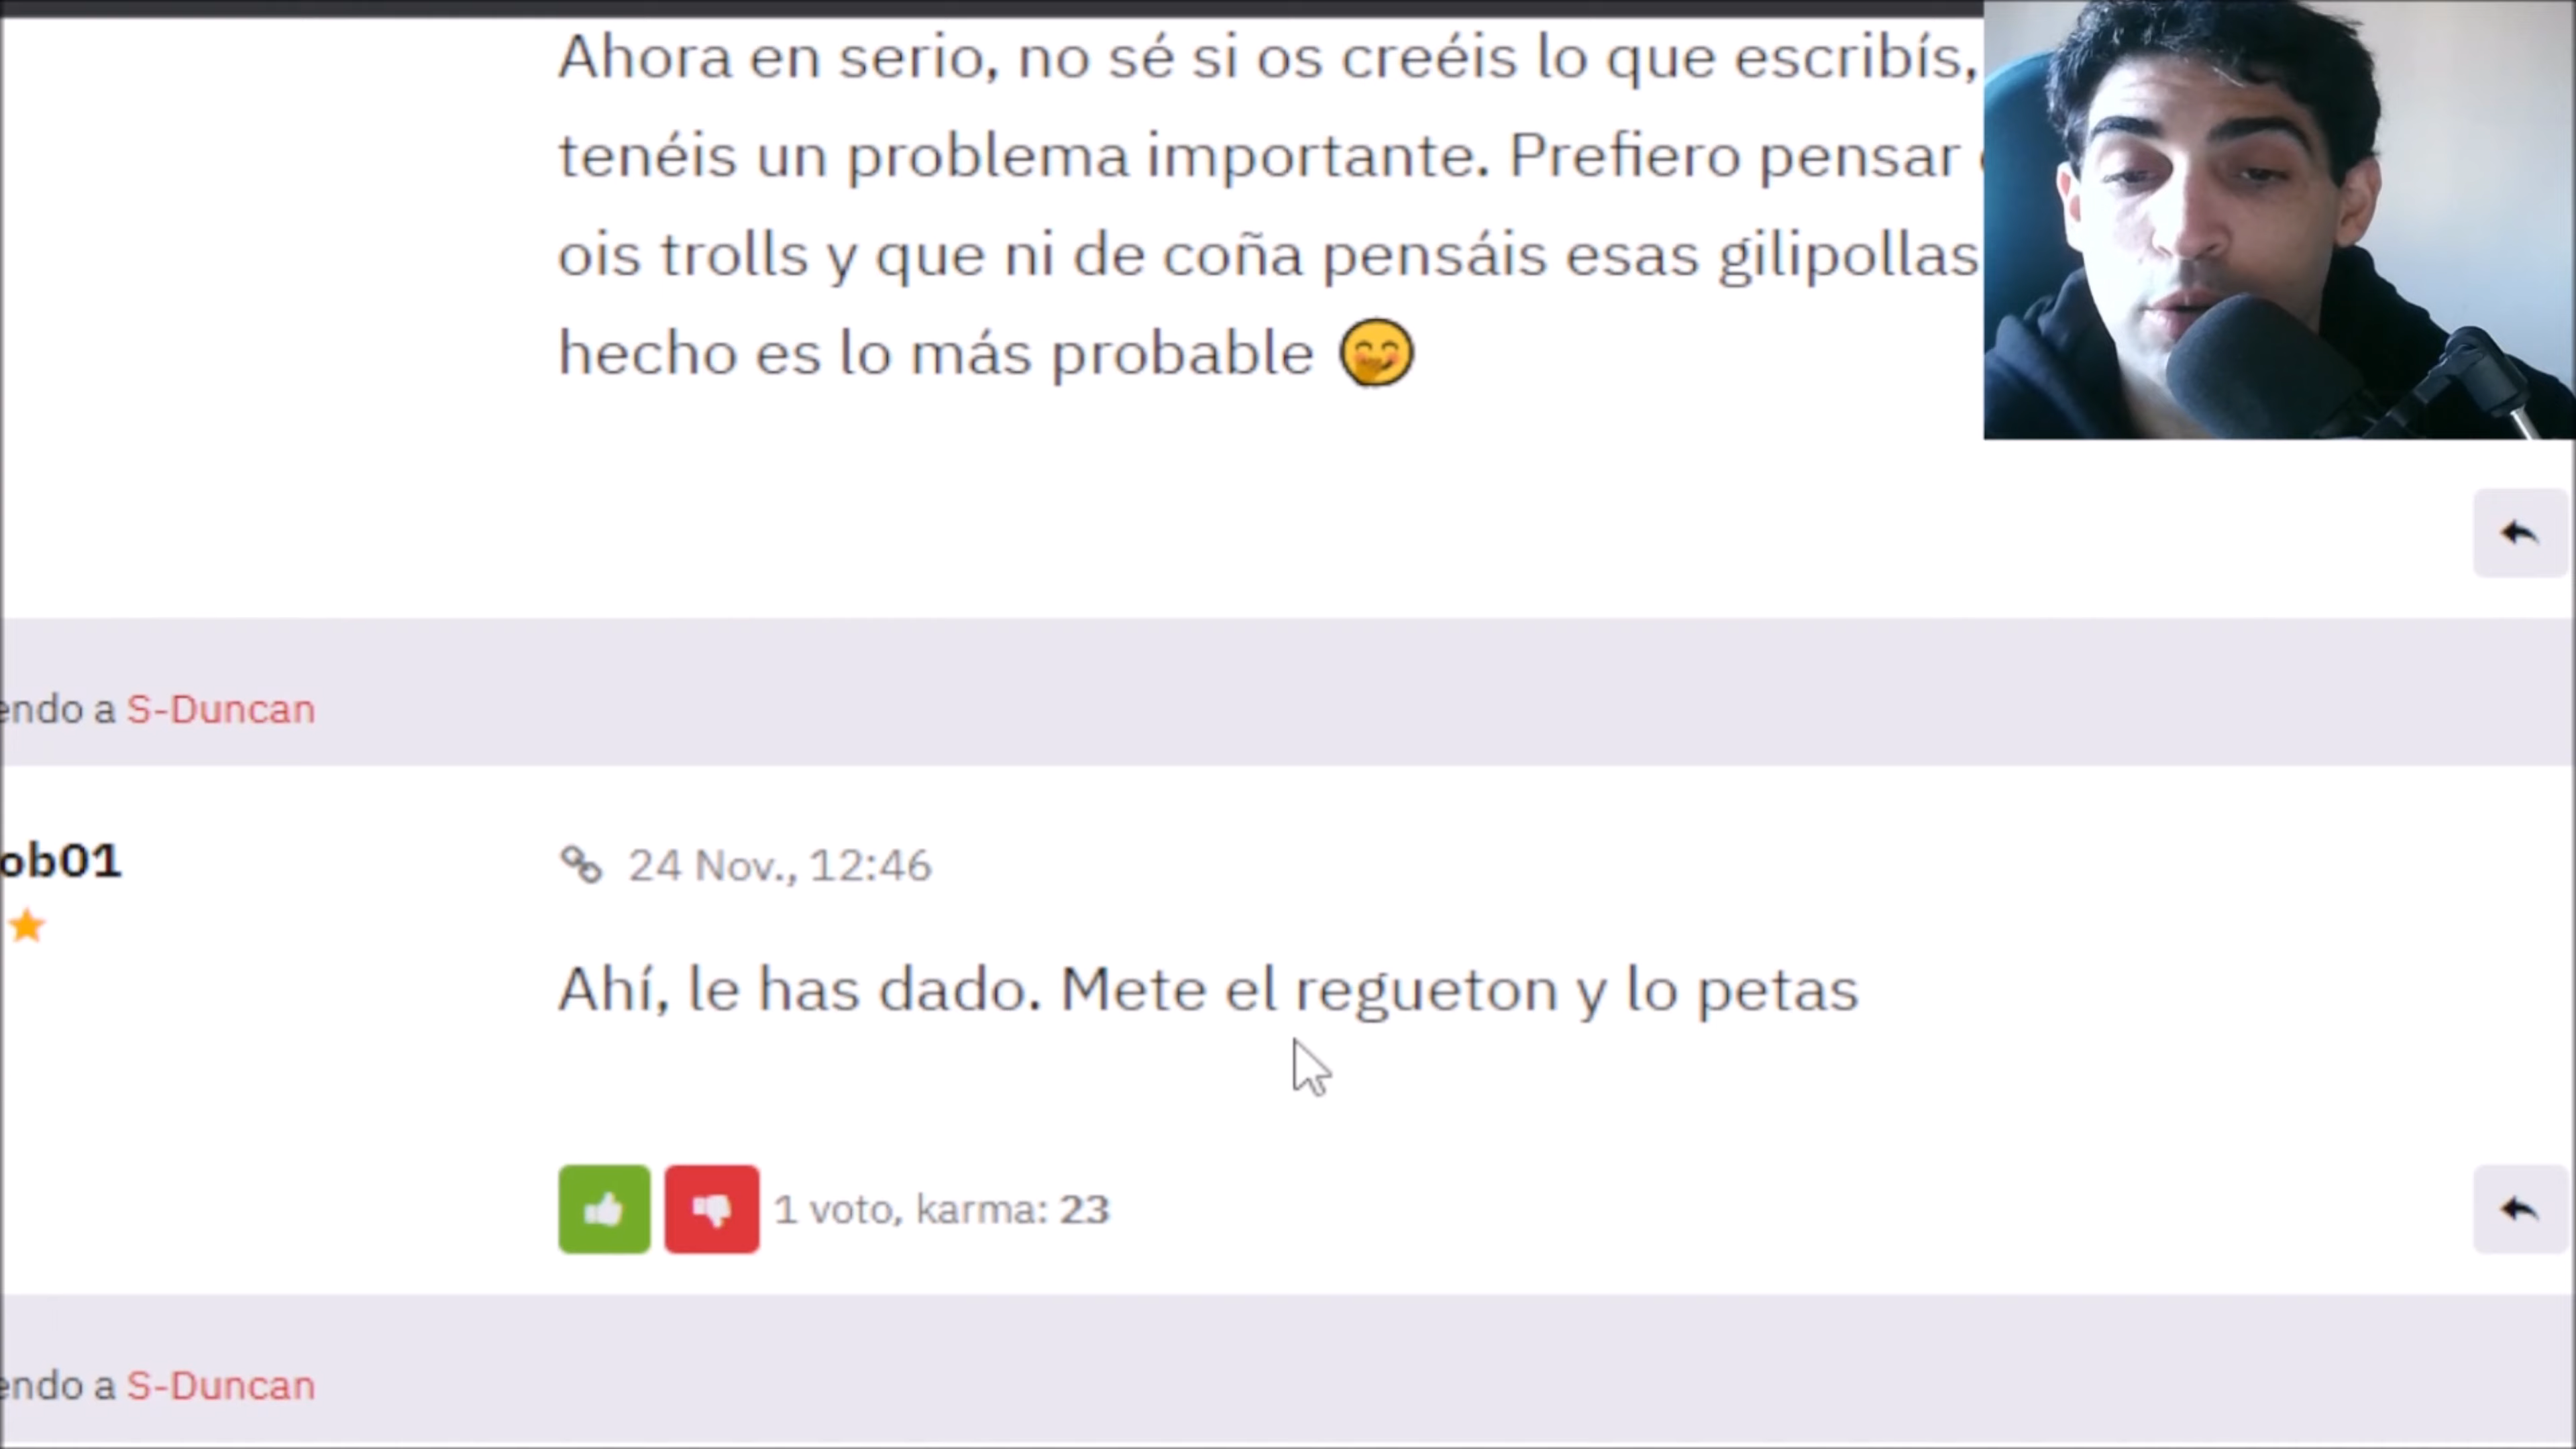 Ahora en serio, no sé si os creéis lo que escribís,
tenéis un problema importante. Prefiero pensar
ois trolls y que ni de coña pensáis esas gilipollas
hecho es lo más probable 🤭
endo a S-Duncan
ob01
24 Nov., 12:46
Ahí, le has dado. Mete el regueton y lo petas
1 voto, karma: 23
endo a S-Duncan